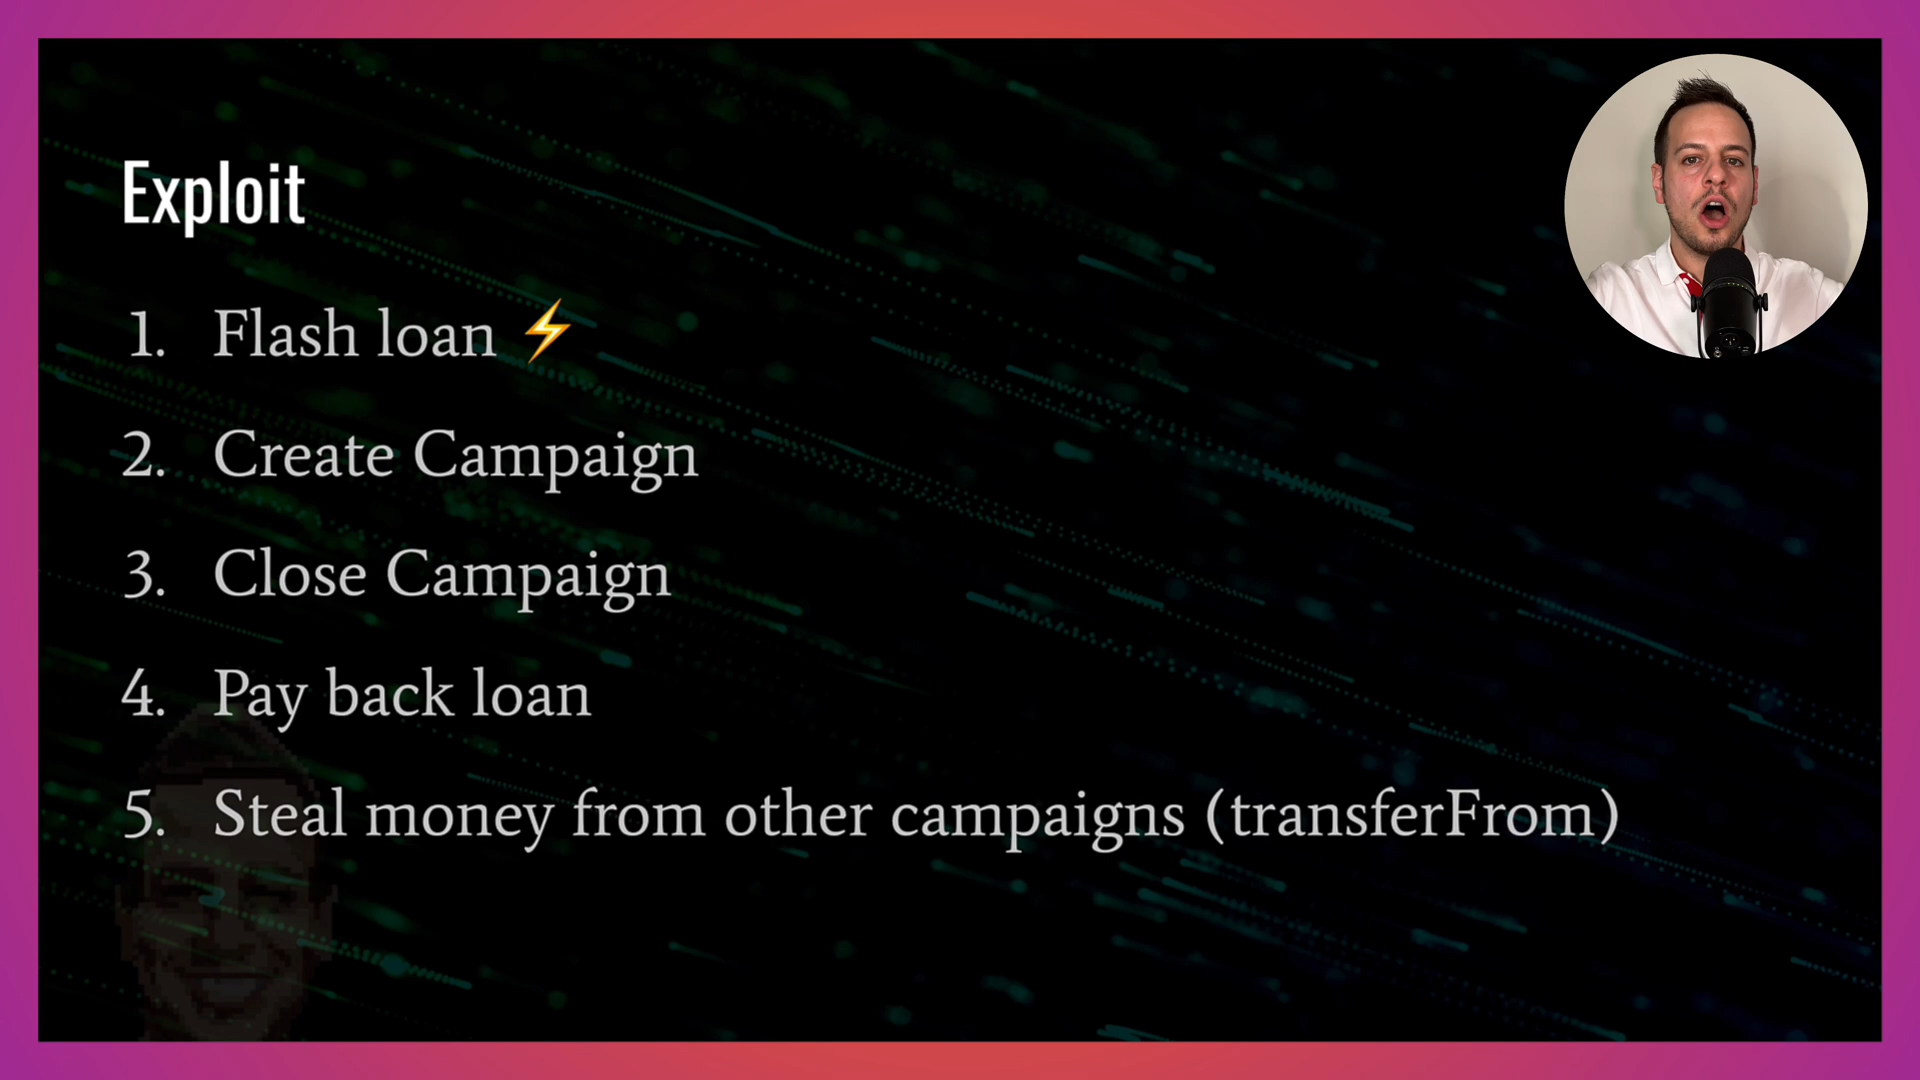 Exploit
1. Flash loan ⚡
2. Create Campaign
3. Close Campaign
4. Pay back loan
5. Steal money from other campaigns (transferFrom)